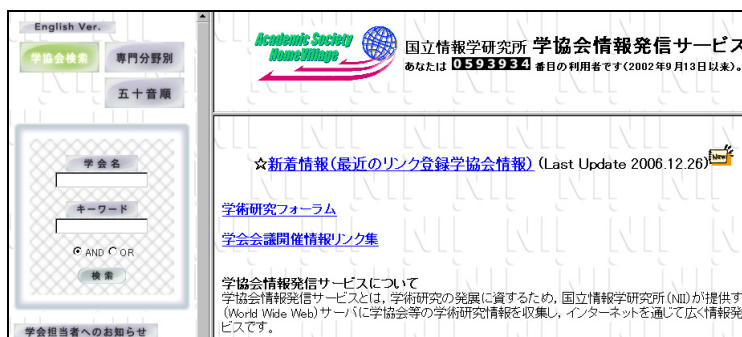 English Ver.
学協会検索
専門分野別
五十音順
学会名
キーワード
AND OR
検索
学会担当者へのお知らせ
Academic Society
HomeVillage
国立情報学研究所 学協会情報発信サービス
あなたは 0593934 番目の利用者です(2002年9月13日以来)。
☆新着情報(最近のリンク登録学協会情報) (Last Update 2006.12.26) New
学術研究フォーラム
学会会議開催情報リンク集
学協会情報発信サービスについて
学協会情報発信サービスとは, 学術研究の発展に資するため, 国立情報学研究所(NII)が提供す
(World Wide Web)サーバに学協会等の学術研究情報を収集し, インターネットを通じて広く情報発
ビスです。